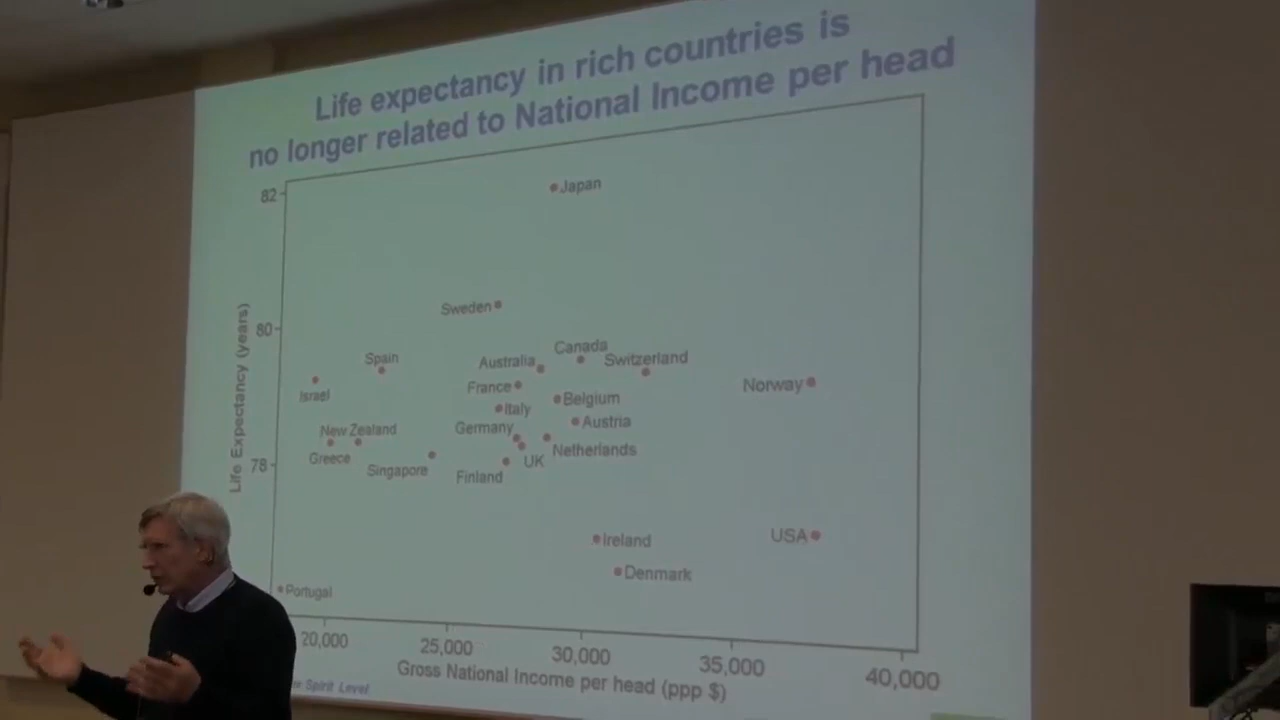 Life expectancy in rich countries is
no longer related to National Income per head
82
Japan
Sweden
80
Life Expectancy (years)
Canada
Spain
Australia
Switzerland
Israel
France
Norway
Belgium
Italy
New Zealand
Germany
Austria
Greece
Netherlands
78
Singapore
UK
Finland
Ireland
USA
Denmark
Portugal
20,000
25,000
30,000
35,000
40,000
Gross National Income per head (ppp $)
Spirit Level